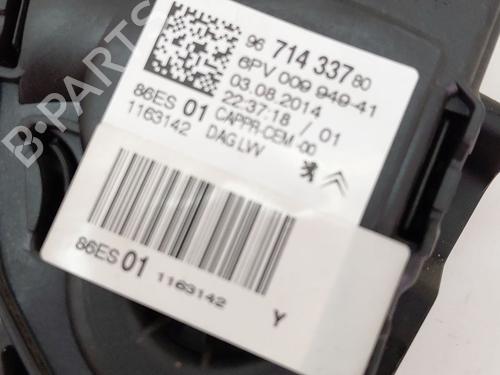 96 714 337 80
6PV 009 949-41
03.08.2014
22:37:18 / 01
86ES 01 CAPPR-CEM -00
1163142 DAG LVV
86ES 01 1163142 Y
B-PARTS